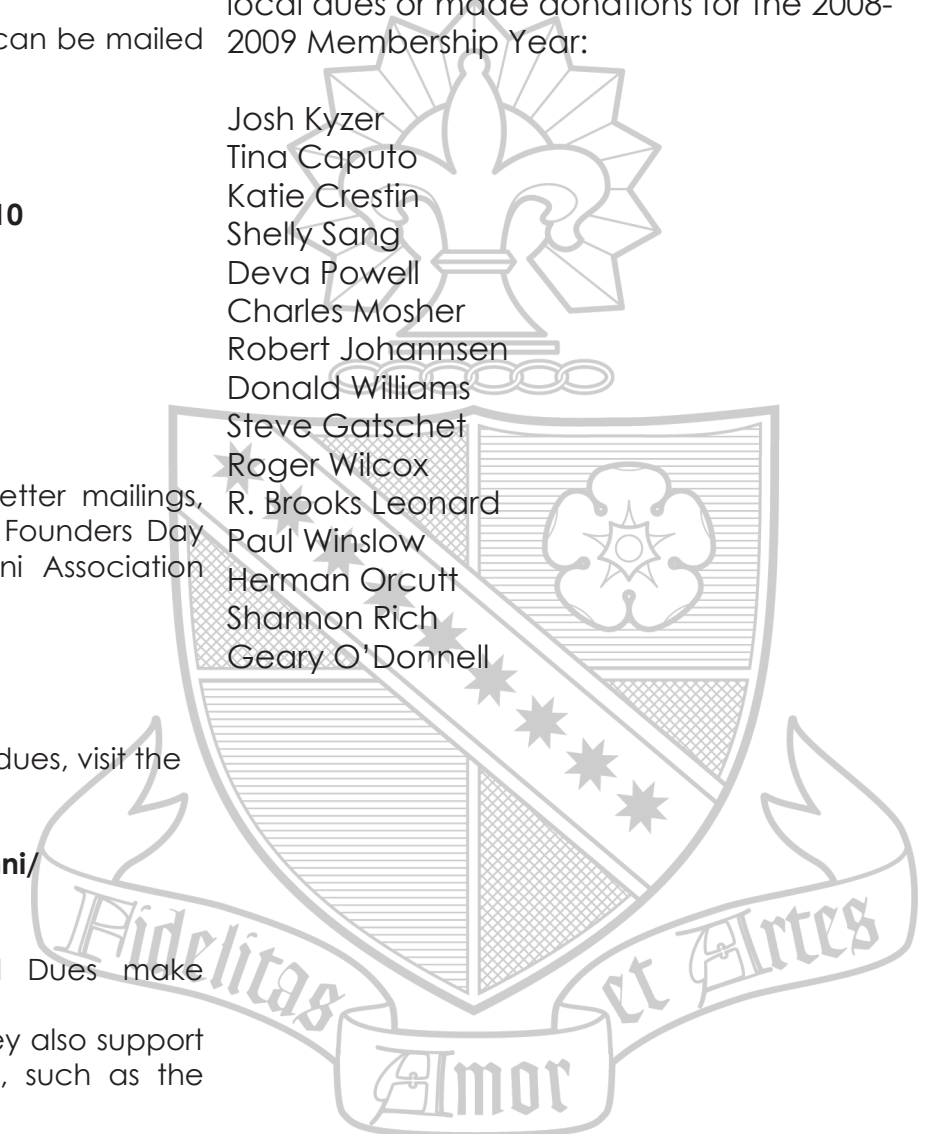 can be mailed
10
etter mailings,
Founders Day
ni Association
dues, visit the
ni/
Dues make
ey also support
, such as the
local dues or made donations for the 2008-
2009 Membership Year:
Josh Kyzer
Tina Caputo
Katie Crestin
Shelly Sang
Deva Powell
Charles Mosher
Robert Johannsen
Donald Williams
Steve Gatschet
Roger Wilcox
R. Brooks Leonard
Paul Winslow
Herman Orcutt
Shannon Rich
Geary O'Donnell
Fidelitas
Amor
et Artes